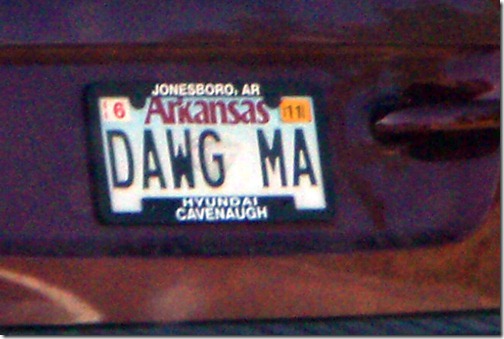 JONESBORO, AR
6 Arkansas 11
DAWG MA
HYUNDAI
CAVENAUGH